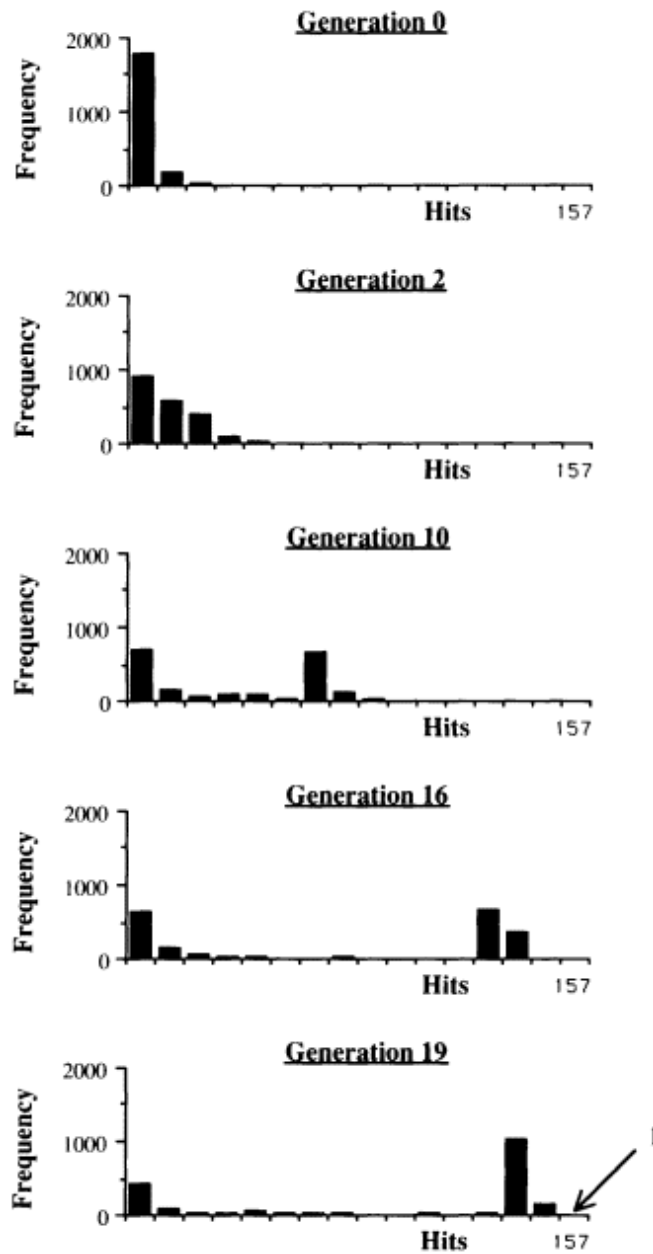 Generation 0
Frequency
2000
1000
0
Hits 157
Generation 2
Frequency
2000
1000
0
Hits 157
Generation 10
Frequency
2000
1000
0
Hits 157
Generation 16
Frequency
2000
1000
0
Hits 157
Generation 19
Frequency
2000
1000
0
Hits 157